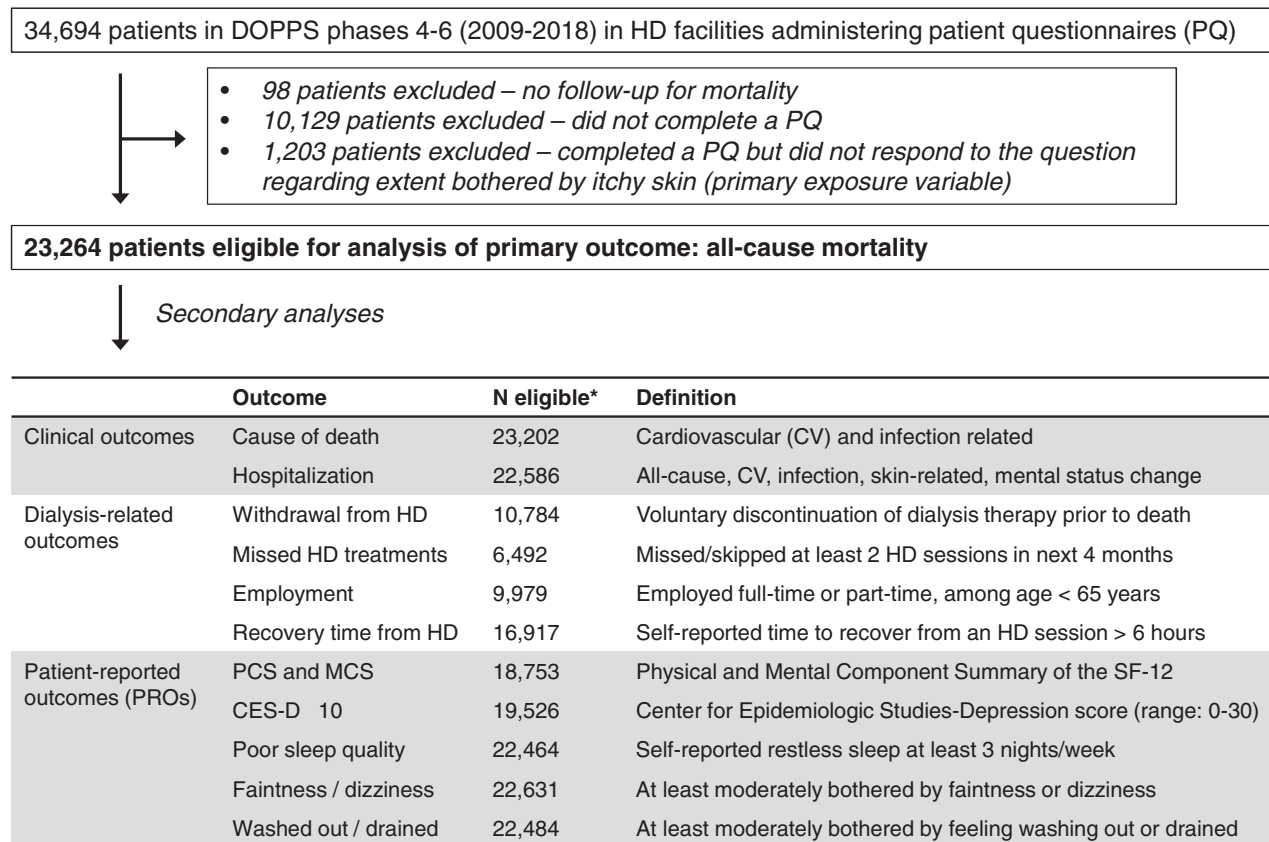 34,694 patients in DOPPS phases 4-6 (2009-2018) in HD facilities administering patient questionnaires (PQ)
• 98 patients excluded – no follow-up for mortality
• 10,129 patients excluded – did not complete a PQ
• 1,203 patients excluded – completed a PQ but did not respond to the question
regarding extent bothered by itchy skin (primary exposure variable)
23,264 patients eligible for analysis of primary outcome: all-cause mortality
Secondary analyses
Outcome N eligible* Definition
Clinical outcomes Cause of death 23,202 Cardiovascular (CV) and infection related
Hospitalization 22,586 All-cause, CV, infection, skin-related, mental status change
Dialysis-related outcomes Withdrawal from HD 10,784 Voluntary discontinuation of dialysis therapy prior to death
Missed HD treatments 6,492 Missed/skipped at least 2 HD sessions in next 4 months
Employment 9,979 Employed full-time or part-time, among age < 65 years
Recovery time from HD 16,917 Self-reported time to recover from an HD session > 6 hours
Patient-reported outcomes (PROs) PCS and MCS 18,753 Physical and Mental Component Summary of the SF-12
CES-D 10 19,526 Center for Epidemiologic Studies-Depression score (range: 0-30)
Poor sleep quality 22,464 Self-reported restless sleep at least 3 nights/week
Faintness / dizziness 22,631 At least moderately bothered by faintness or dizziness
Washed out / drained 22,484 At least moderately bothered by feeling washing out or drained